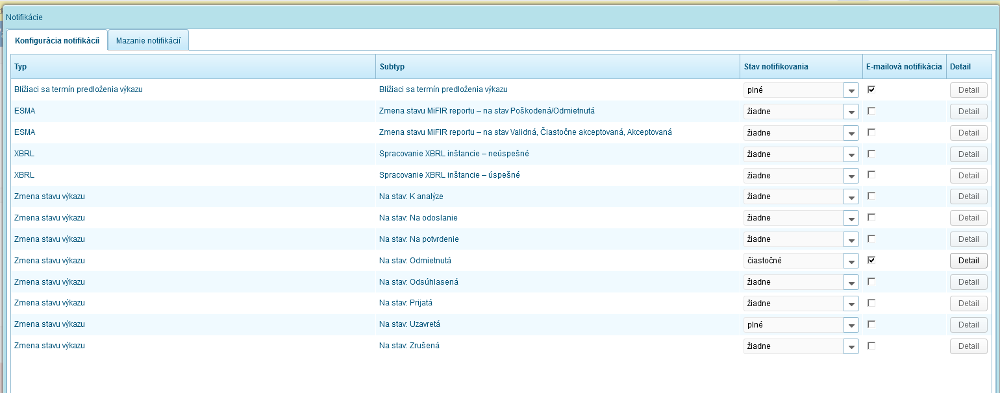 Notifikácie
Konfigurácia notifikácií Mazanie notifikácií
Typ Subtyp Stav notifikovania E-mailová notifikácia Detail
Blížiaci sa termín predloženia výkazu Blížiaci sa termín predloženia výkazu plné Detail
ESMA Zmena stavu MiFIR reportu – na stav Poškodená/Odmietnutá žiadne Detail
ESMA Zmena stavu MiFIR reportu – na stav Validná, Čiastočne akceptovaná, Akceptovaná žiadne Detail
XBRL Spracovanie XBRL inštancie – neúspešné žiadne Detail
XBRL Spracovanie XBRL inštancie – úspešné žiadne Detail
Zmena stavu výkazu Na stav: K analýze žiadne Detail
Zmena stavu výkazu Na stav: Na odoslanie žiadne Detail
Zmena stavu výkazu Na stav: Na potvrdenie žiadne Detail
Zmena stavu výkazu Na stav: Odmietnutá čiastočné Detail
Zmena stavu výkazu Na stav: Odsúhlasená žiadne Detail
Zmena stavu výkazu Na stav: Prijatá žiadne Detail
Zmena stavu výkazu Na stav: Uzavretá plné Detail
Zmena stavu výkazu Na stav: Zrušená žiadne Detail